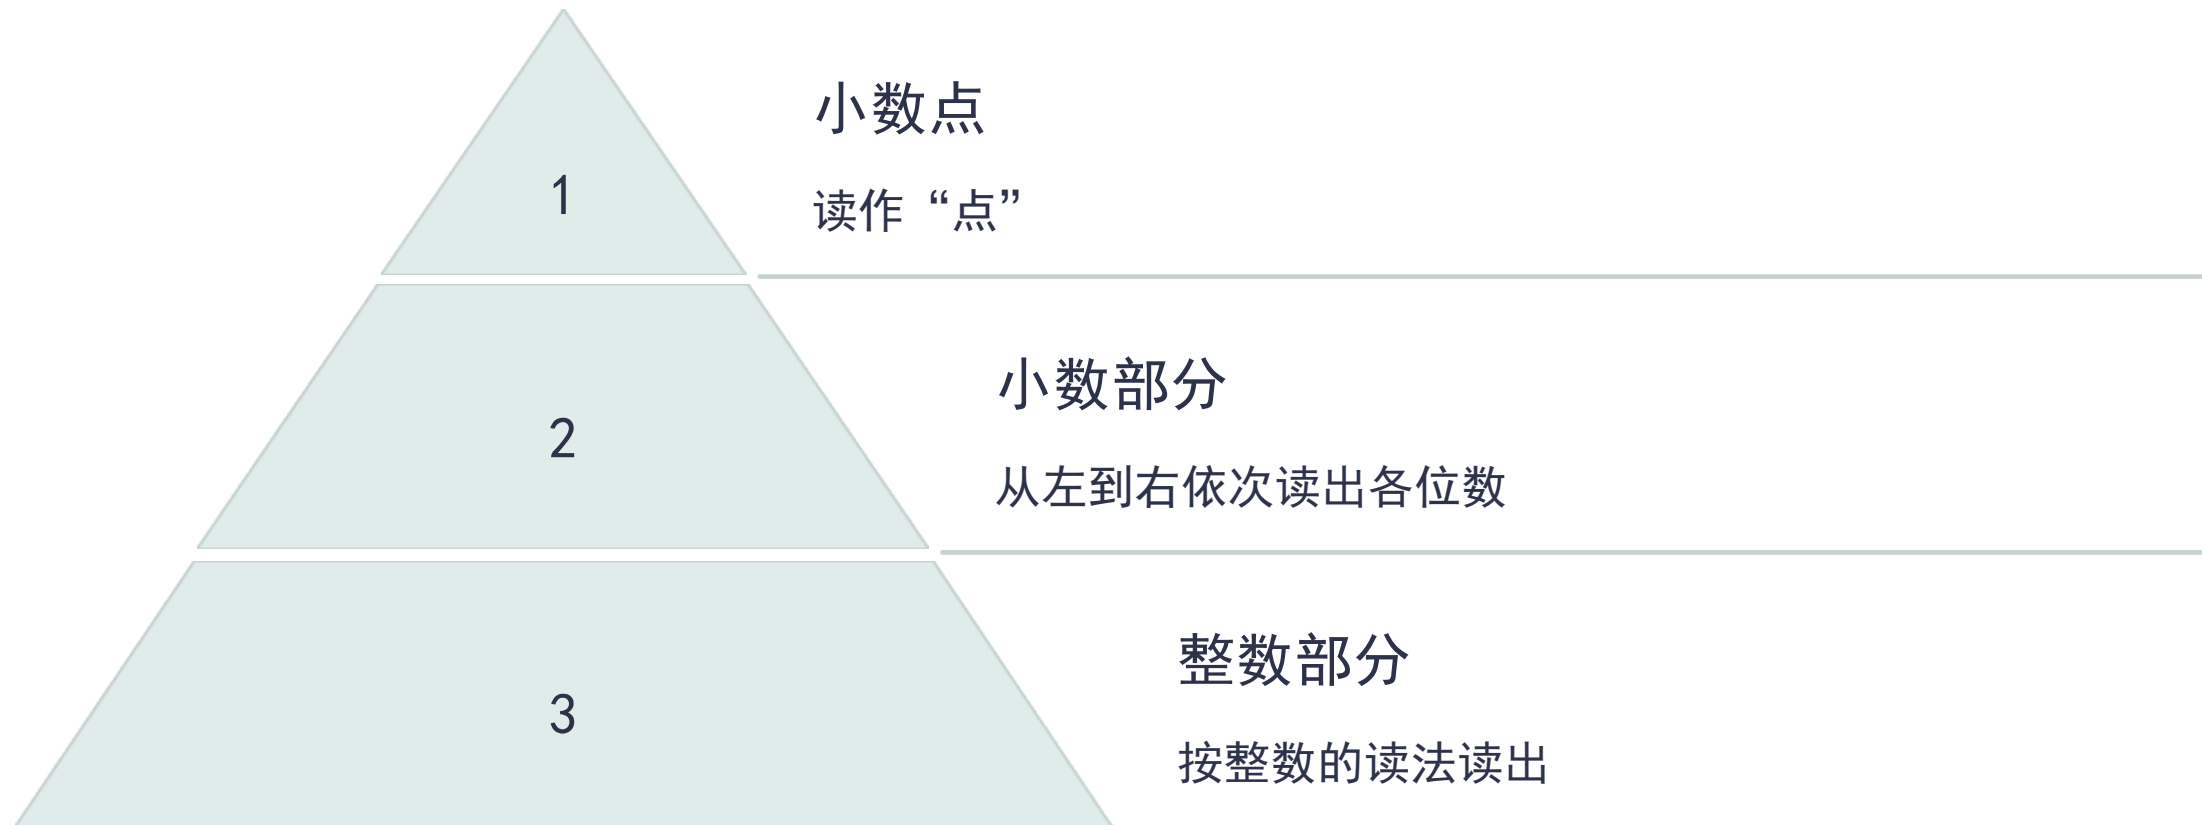 1
小数点
读作“点”
2
小数部分
从左到右依次读出各位数
3
整数部分
按整数的读法读出